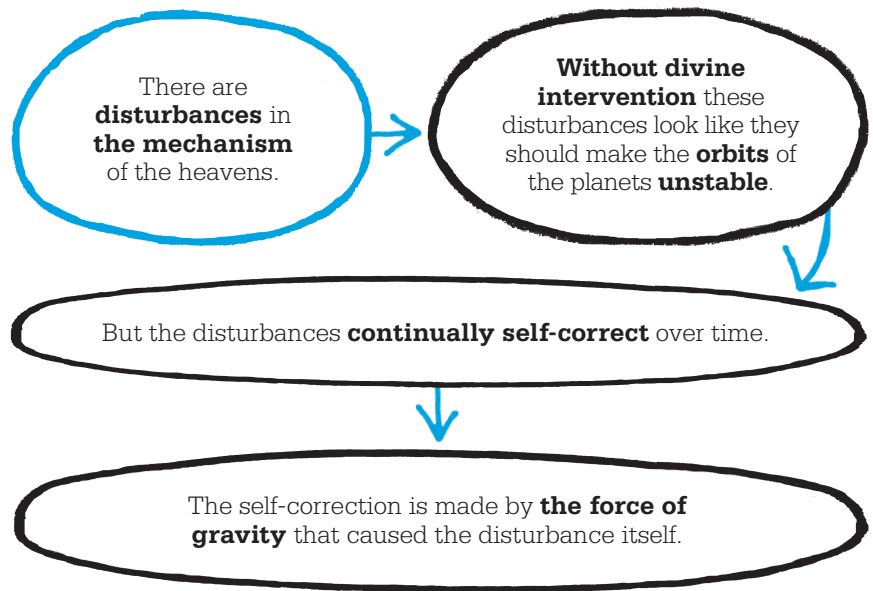 There are
disturbances in
the mechanism
of the heavens.
Without divine
intervention these
disturbances look like they
should make the orbits of
the planets unstable.
But the disturbances continually self-correct over time.
The self-correction is made by the force of
gravity that caused the disturbance itself.